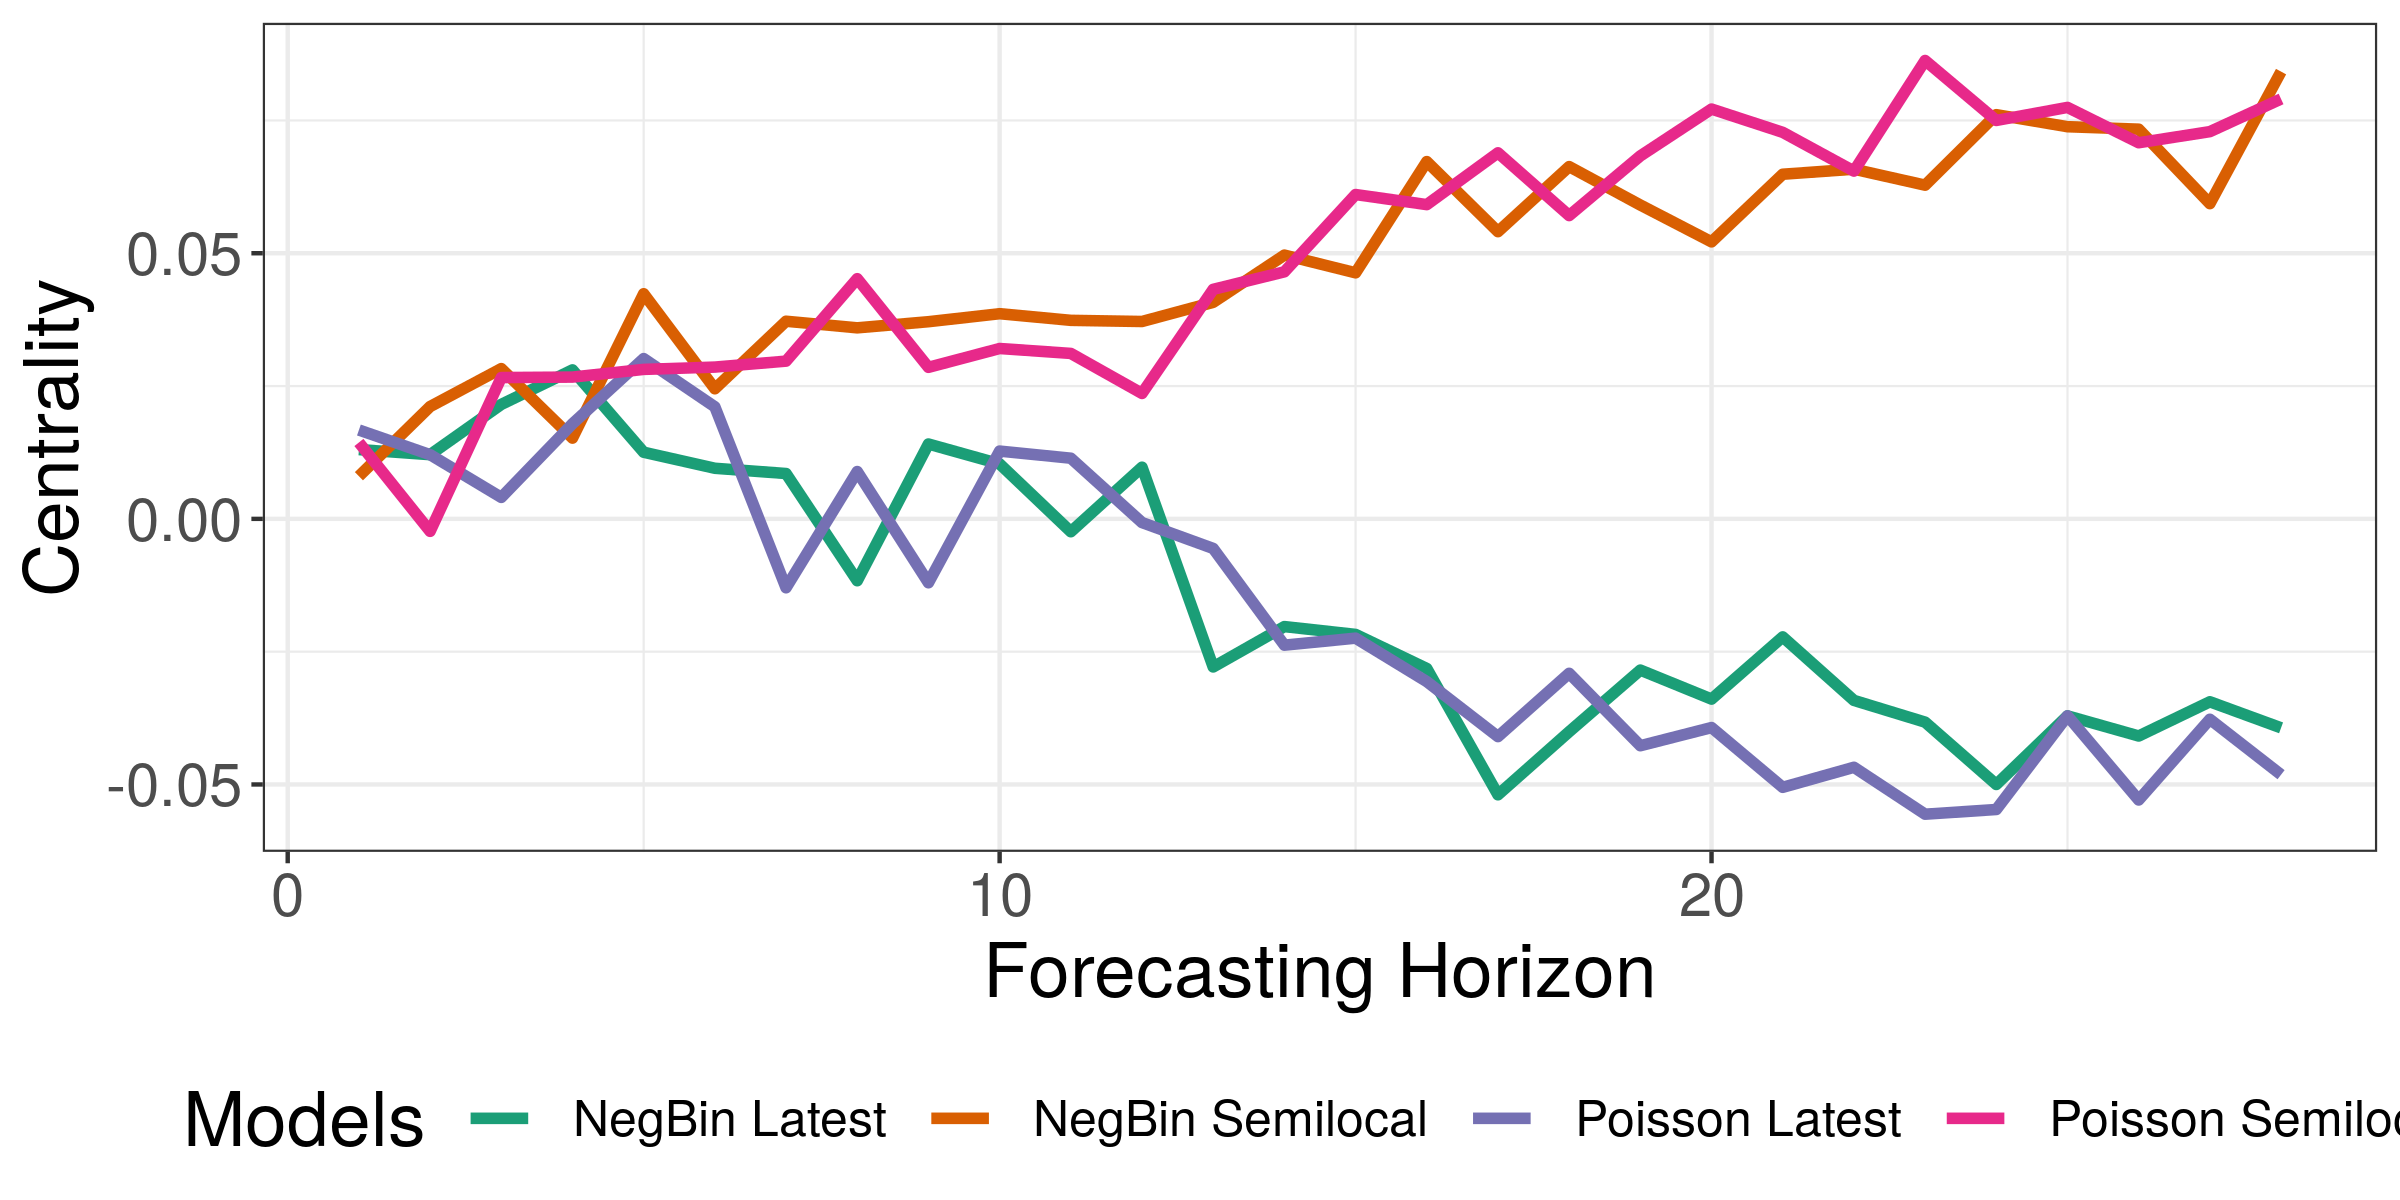 Centrality
0.05
0.00
-0.05
0 10 20
Forecasting Horizon
Models NegBin Latest NegBin Semilocal Poisson Latest Poisson